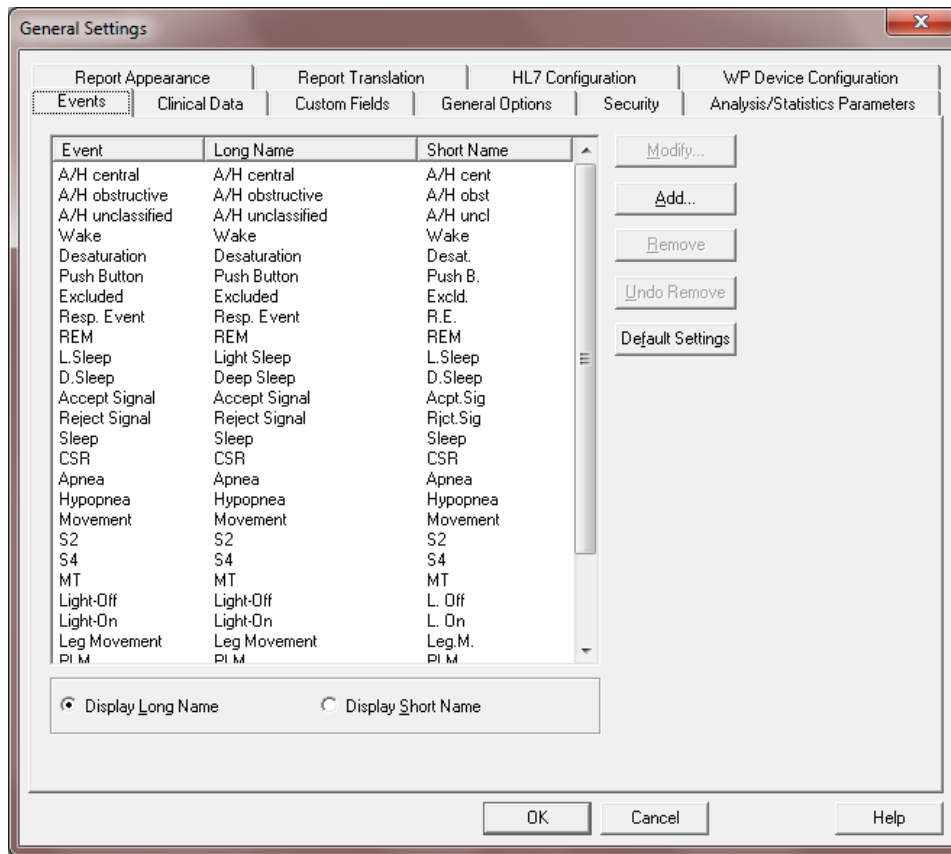 General Settings
Report Appearance Report Translation HL7 Configuration WP Device Configuration
Events Clinical Data Custom Fields General Options Security Analysis/Statistics Parameters
Event Long Name Short Name Modify...
A/H central A/H central A/H cent
A/H obstructive A/H obstructive A/H obst Add...
A/H unclassified A/H unclassified A/H uncl
Wake Wake Wake Remove
Desaturation Desaturation Desat.
Push Button Push Button Push B.
Excluded Excluded Excld. Undo Remove
Resp. Event Resp. Event R.E.
REM REM REM Default Settings
L.Sleep Light Sleep L.Sleep
D.Sleep Deep Sleep D.Sleep
Accept Signal Accept Signal Acpt.Sig
Reject Signal Reject Signal Rjct.Sig
Sleep Sleep Sleep
CSR CSR CSR
Apnea Apnea Apnea
Hypopnea Hypopnea Hypopnea
Movement Movement Movement
S2 S2 S2
S4 S4 S4
MT MT MT
Light-Off Light-Off L. Off
Light-On Light-On L. On
Leg Movement Leg Movement Leg.M.
PLM PLM PLM
Display Long Name Display Short Name
OK Cancel Help